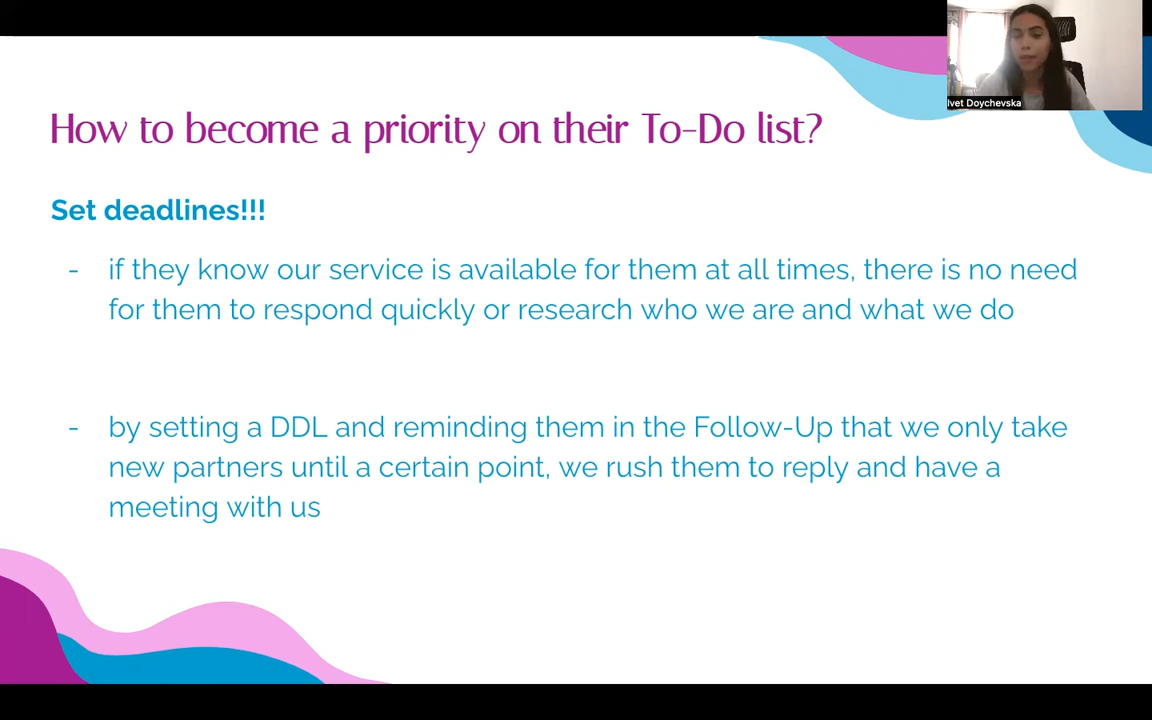 Ivet Doychevska
How to become a priority on their To-Do list?
Set deadlines!!!
- if they know our service is available for them at all times, there is no need
for them to respond quickly or research who we are and what we do
- by setting a DDL and reminding them in the Follow-Up that we only take
new partners until a certain point, we rush them to reply and have a
meeting with us